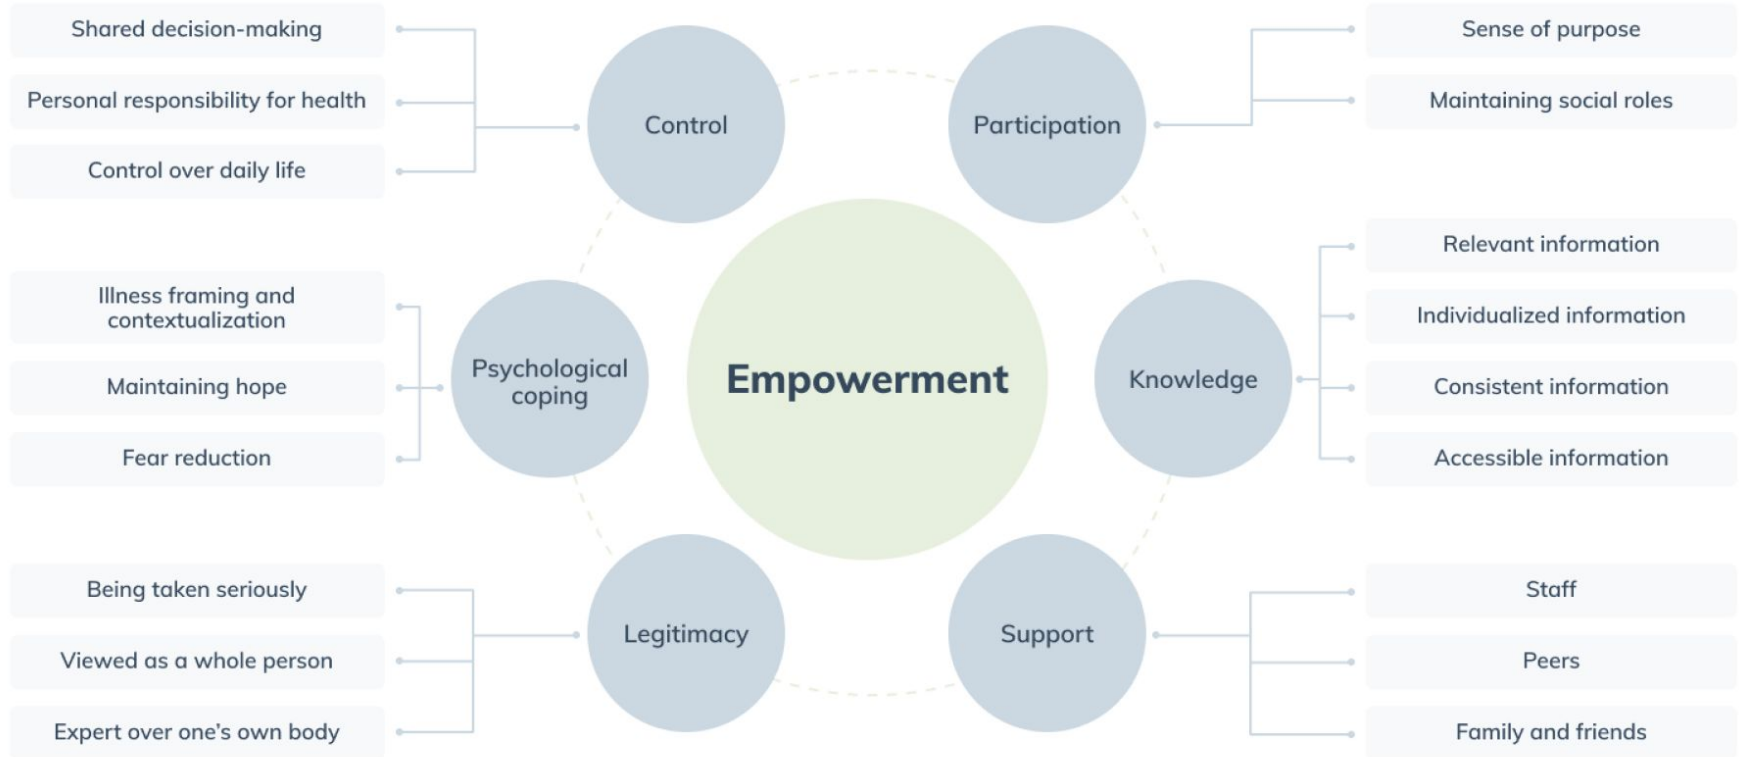 Shared decision-making
Personal responsibility for health
Control over daily life
Control
Participation
Sense of purpose
Maintaining social roles
Illness framing and
contextualization
Maintaining hope
Fear reduction
Psychological
coping
Empowerment
Knowledge
Relevant information
Individualized information
Consistent information
Accessible information
Being taken seriously
Viewed as a whole person
Expert over one’s own body
Legitimacy
Support
Staff
Peers
Family and friends